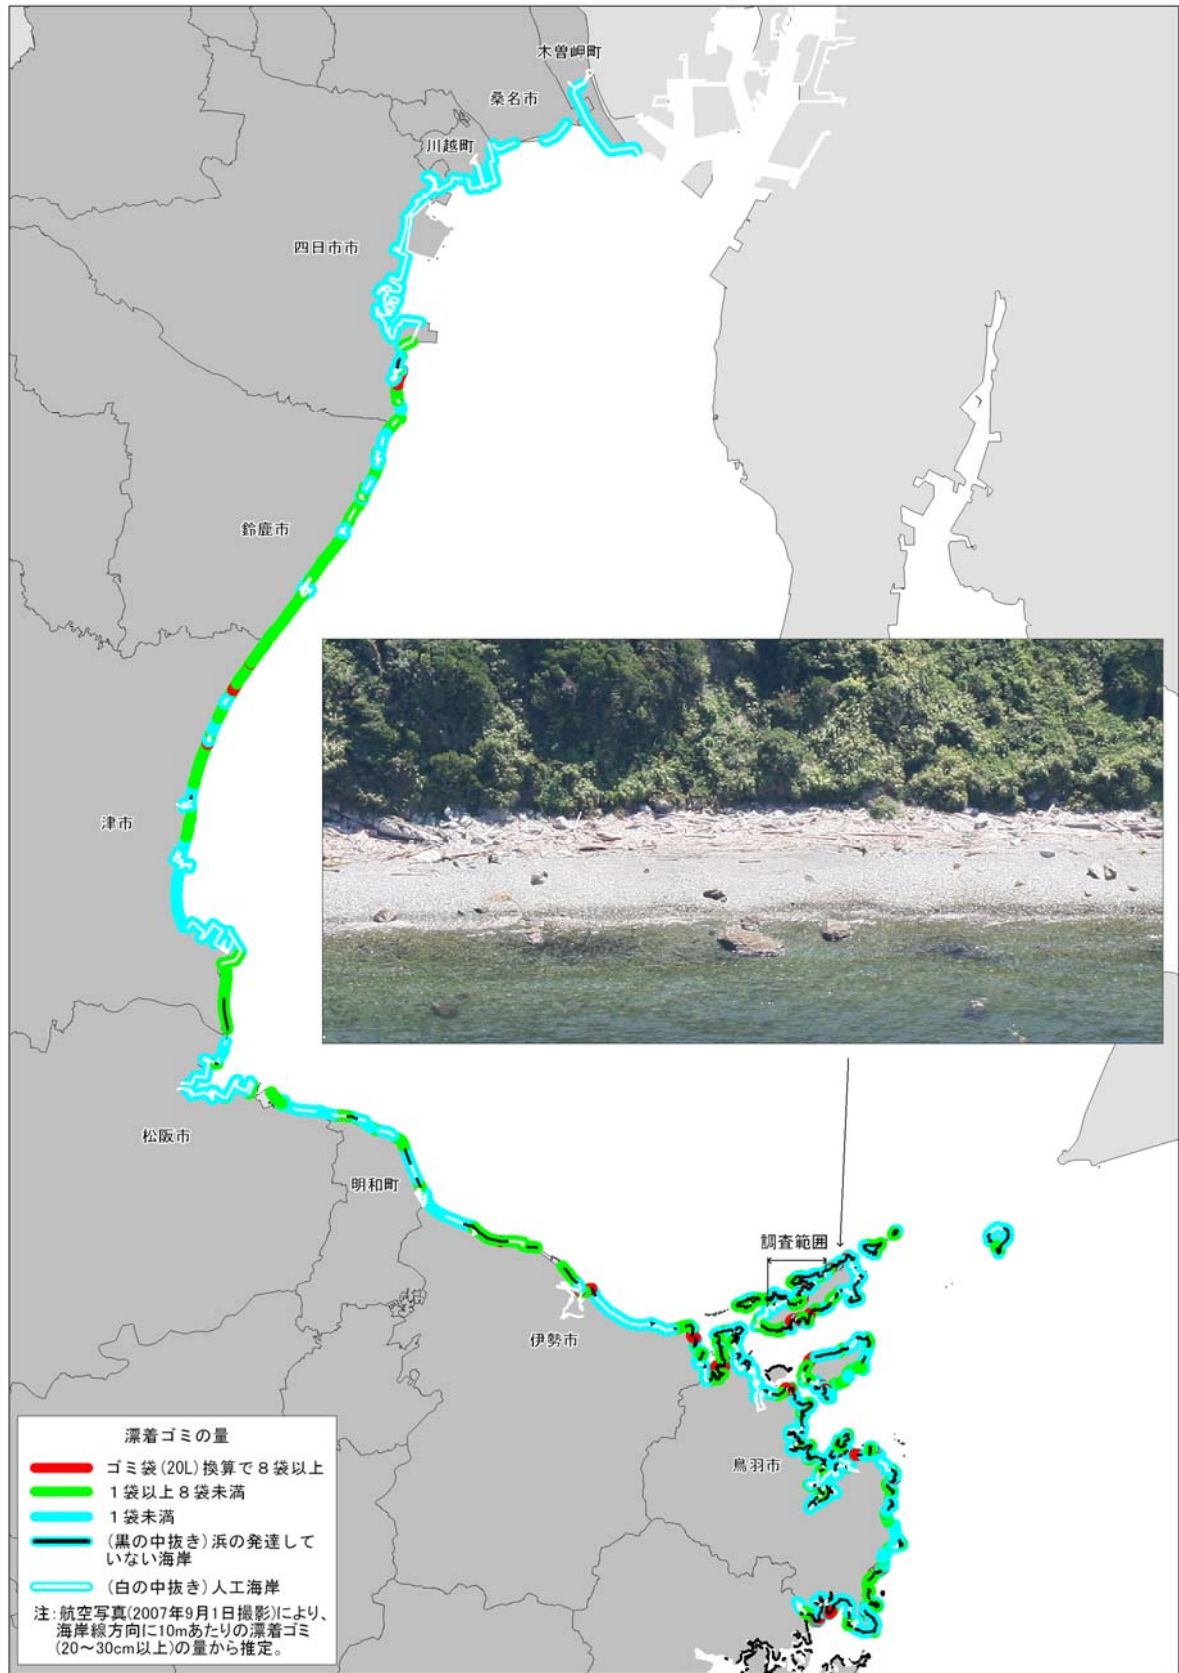 木曽岬町
桑名市
川越町
四日市市
鈴鹿市
津市
松阪市
明和町
調査範囲
伊勢市
鳥羽市
漂着ゴミの量
ゴミ袋(20L)換算で８袋以上
１袋以上８袋未満
１袋未満
(黒の中抜き)浜の発達して
いない海岸
(白の中抜き)人工海岸
注:航空写真(2007年9月1日撮影)により、
海岸線方向に10mあたりの漂着ゴミ
(20～30cm以上)の量から推定。